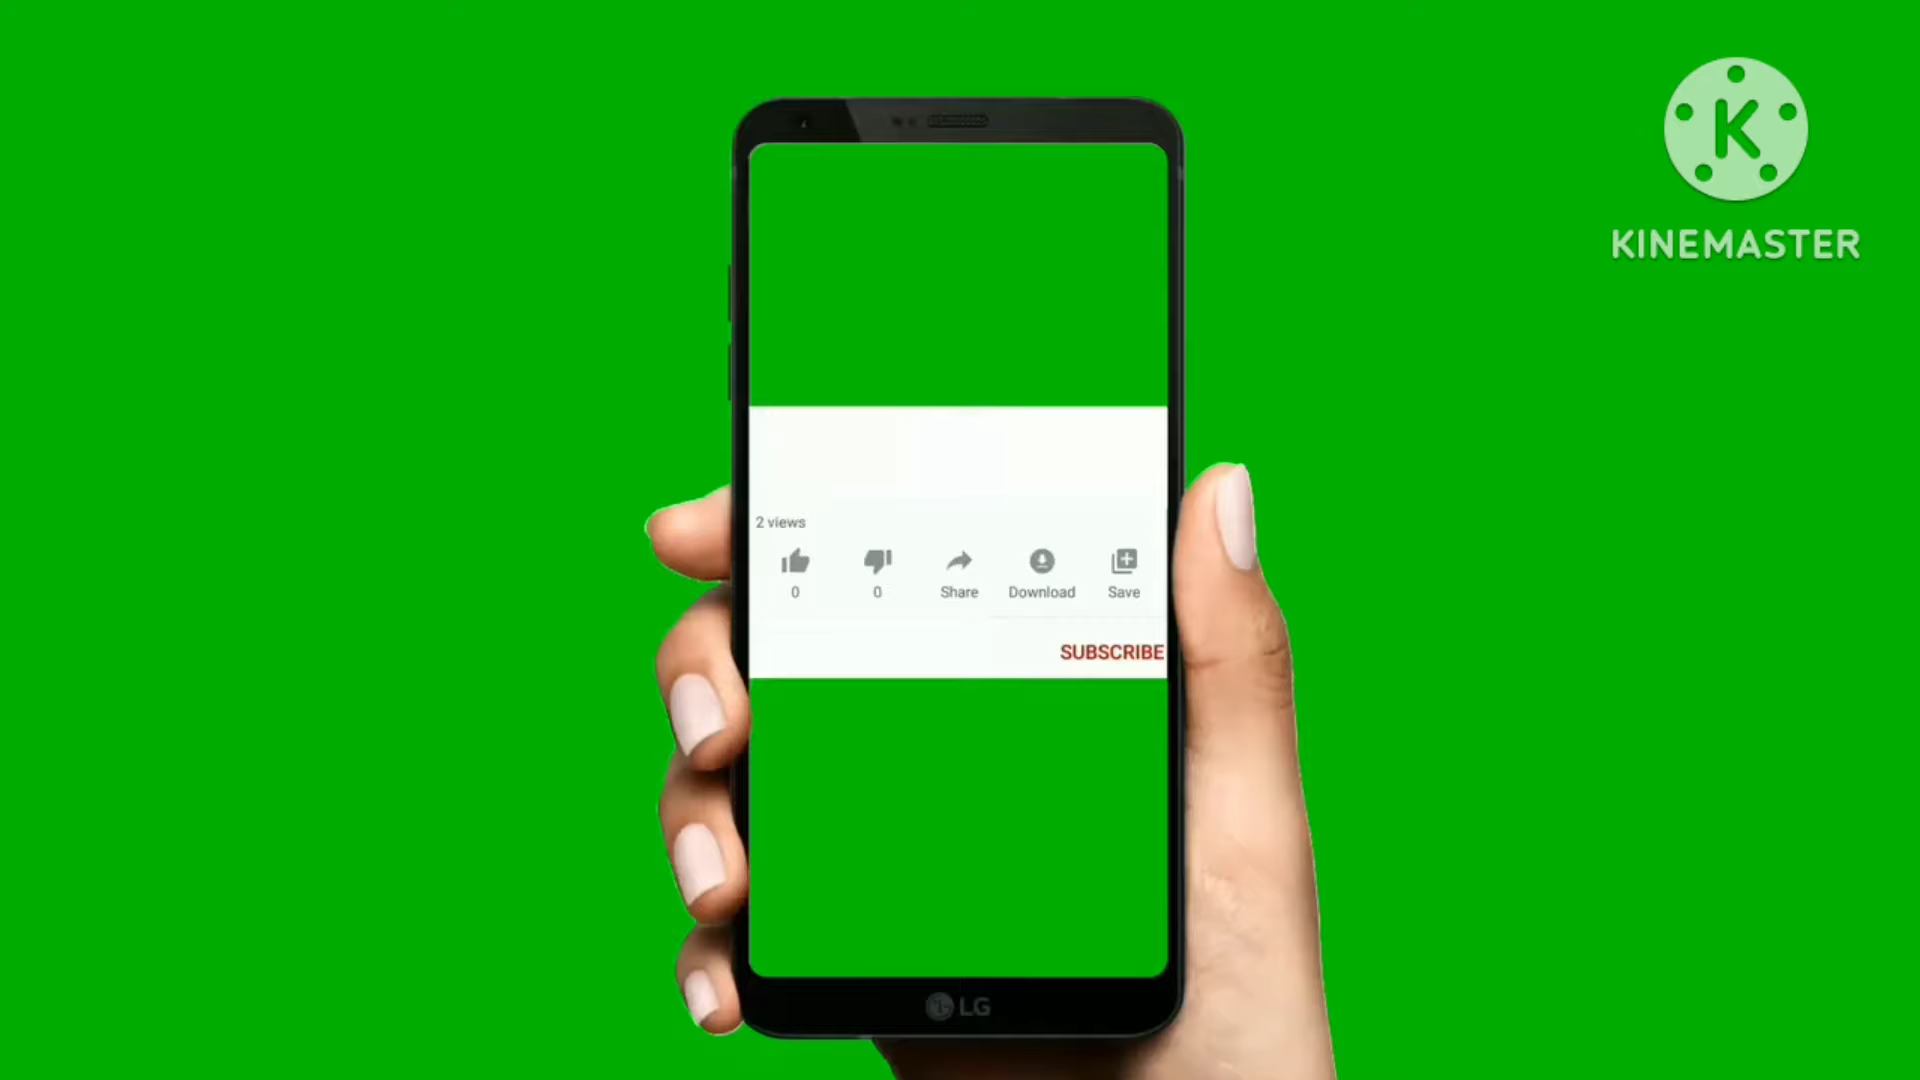 K
KINEMASTER
2 views
0 0 Share Download Save
SUBSCRIBE
LG